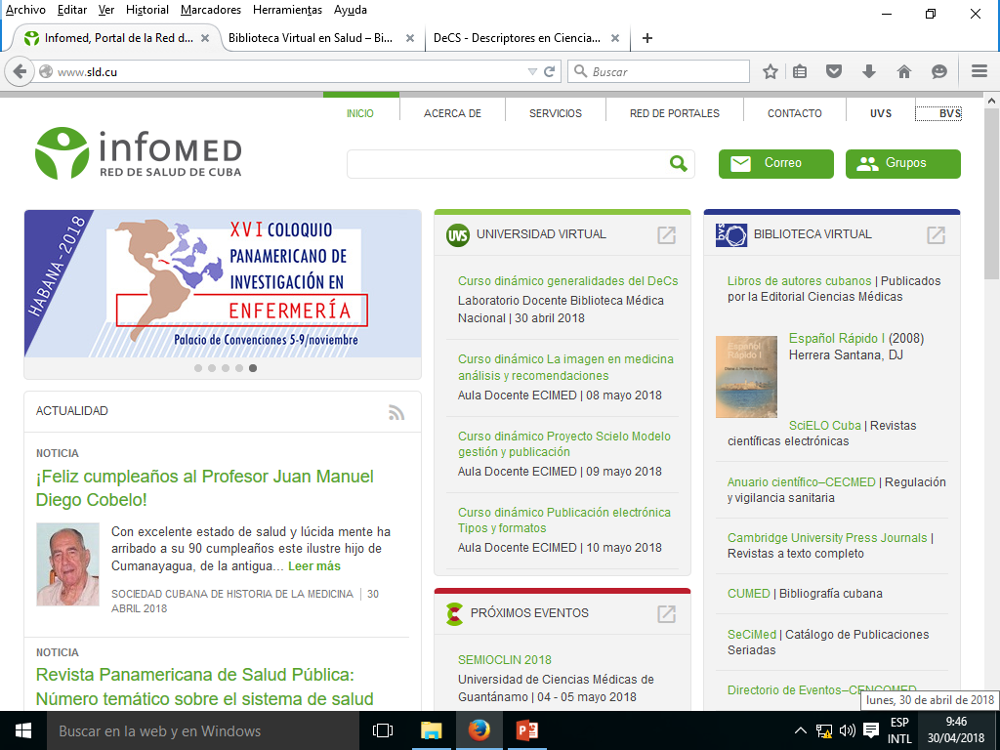 Archivo Editar Ver Historial Marcadores Herramientas Ayuda
Infomed, Portal de la Red d...
Biblioteca Virtual en Salud – Bi...
DeCS - Descriptores en Ciencia...
www.sld.cu
Buscar
INICIO
ACERCA DE
SERVICIOS
RED DE PORTALES
CONTACTO
UVS
BVS
infOMED
RED DE SALUD DE CUBA
Correo
Grupos
HABANA - 2018
XVI COLOQUIO
PANAMERICANO DE
INVESTIGACIÓN EN
ENFERMERÍA
Palacio de Convenciones 5-9/noviembre
ACTUALIDAD
NOTICIA
¡Feliz cumpleaños al Profesor Juan Manuel
Diego Cobelo!
Con excelente estado de salud y lúcida mente ha
arribado a su 90 cumpleaños este ilustre hijo de
Cumanayagua, de la antigua... Leer más
SOCIEDAD CUBANA DE HISTORIA DE LA MEDICINA | 30
ABRIL 2018
NOTICIA
Revista Panamericana de Salud Pública:
Número temático sobre el sistema de salud
UVS
UNIVERSIDAD VIRTUAL
Curso dinámico generalidades del DeCs
Laboratorio Docente Biblioteca Médica
Nacional | 30 abril 2018
Curso dinámico La imagen en medicina
análisis y recomendaciones
Aula Docente ECIMED | 08 mayo 2018
Curso dinámico Proyecto Scielo Modelo
gestión y publicación
Aula Docente ECIMED | 09 mayo 2018
Curso dinámico Publicación electrónica
Tipos y formatos
Aula Docente ECIMED | 10 mayo 2018
PRÓXIMOS EVENTOS
SEMIOCLIN 2018
Universidad de Ciencias Médicas de
Guantánamo | 04 - 05 mayo 2018
bvs
BIBLIOTECA VIRTUAL
Libros de autores cubanos | Publicados
por la Editorial Ciencias Médicas
Español
Rápido I
Español Rápido I (2008)
Herrera Santana, DJ
SciELO Cuba | Revistas
científicas electrónicas
Anuario científico–CECMED | Regulación
y vigilancia sanitaria
Cambridge University Press Journals |
Revistas a texto completo
CUMED | Bibliografía cubana
SeCiMed | Catálogo de Publicaciones
Seriadas
Directorio de Eventos–CENCOMED
lunes, 30 de abril de 2018
Buscar en la web y en Windows
ESP
INTL
9:46
30/04/2018